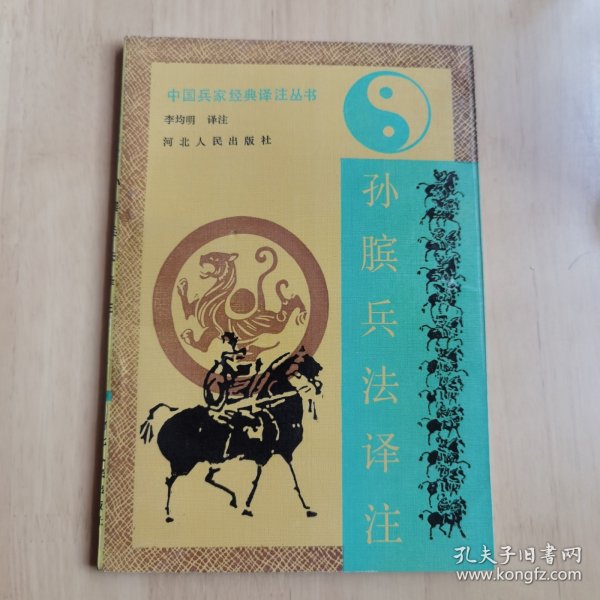 中国兵家经典译注丛书
李均明 译注
河北人民出版社
孙膑兵法译注
孔夫子旧书网
www.kongfz.com